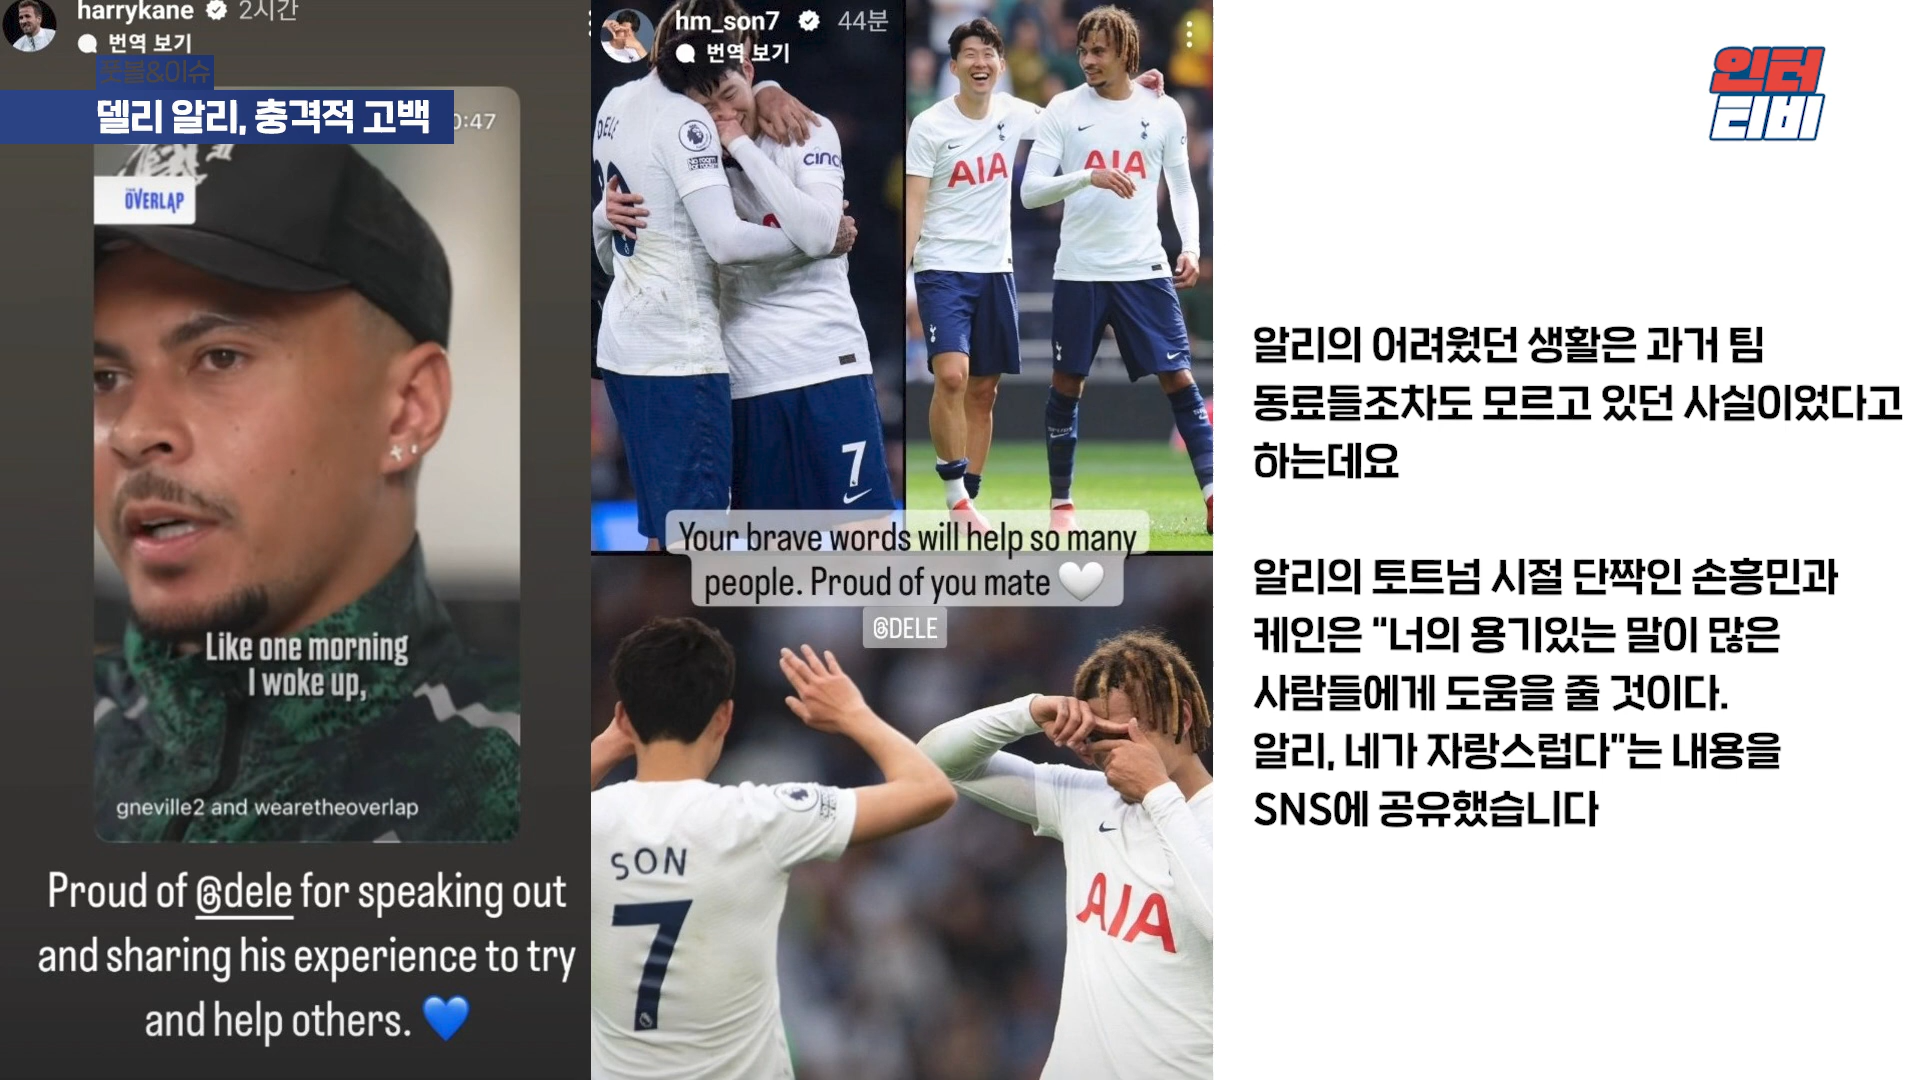 harrykane 2시간
번역 보기
풋볼&이슈
델리 알리, 충격적 고백
0:47
THE OVERLAP
Like one morning
I woke up,
gneville2 and wearetheoverlap
Proud of @dele for speaking out
and sharing his experience to try
and help others. 💙
hm_son7 44분
번역 보기
DELE
cinc
7
AIA
AIA
Your brave words will help so many
people. Proud of you mate 🤍
@DELE
SON
7
AIA
인터
티비
알리의 어려웠던 생활은 과거 팀
동료들조차도 모르고 있던 사실이었다고
하는데요
알리의 토트넘 시절 단짝인 손흥민과
케인은 "너의 용기있는 말이 많은
사람들에게 도움을 줄 것이다.
알리, 네가 자랑스럽다"는 내용을
SNS에 공유했습니다